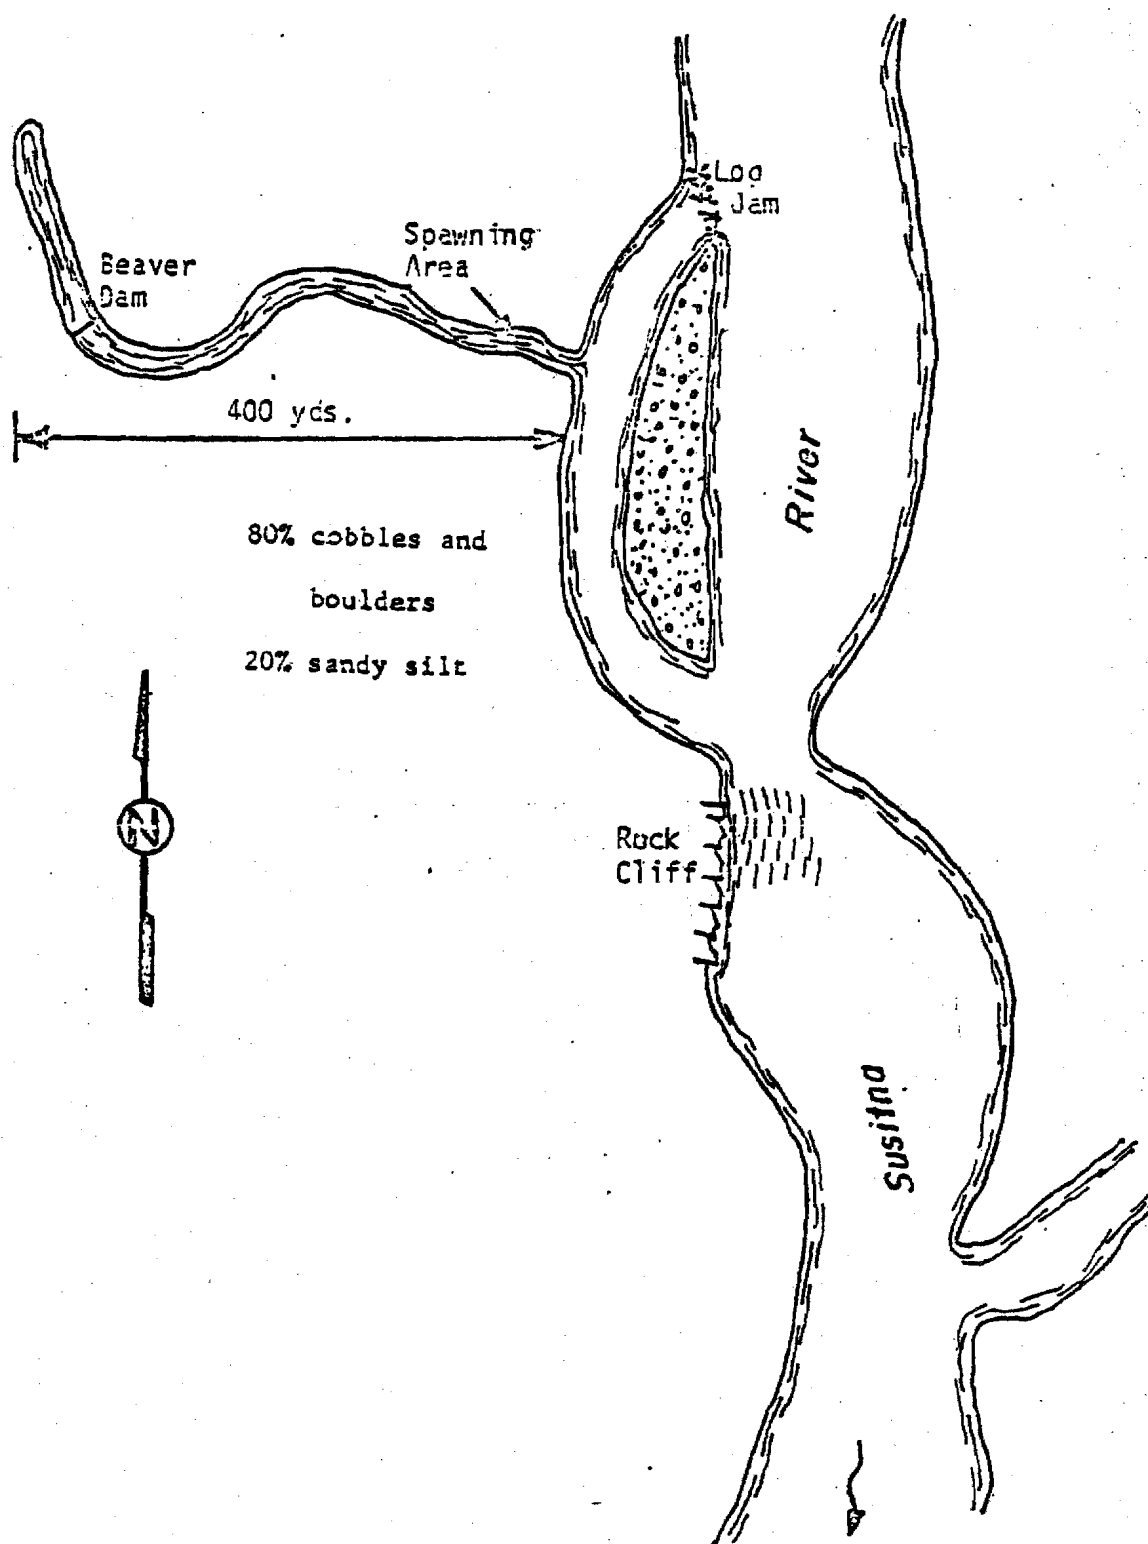 Log
Jam
Spawning
Area
Beaver
Dam
400 yds.
River
80% cobbles and
boulders
20% sandy silt
N
Rock
Cliff
Susitna